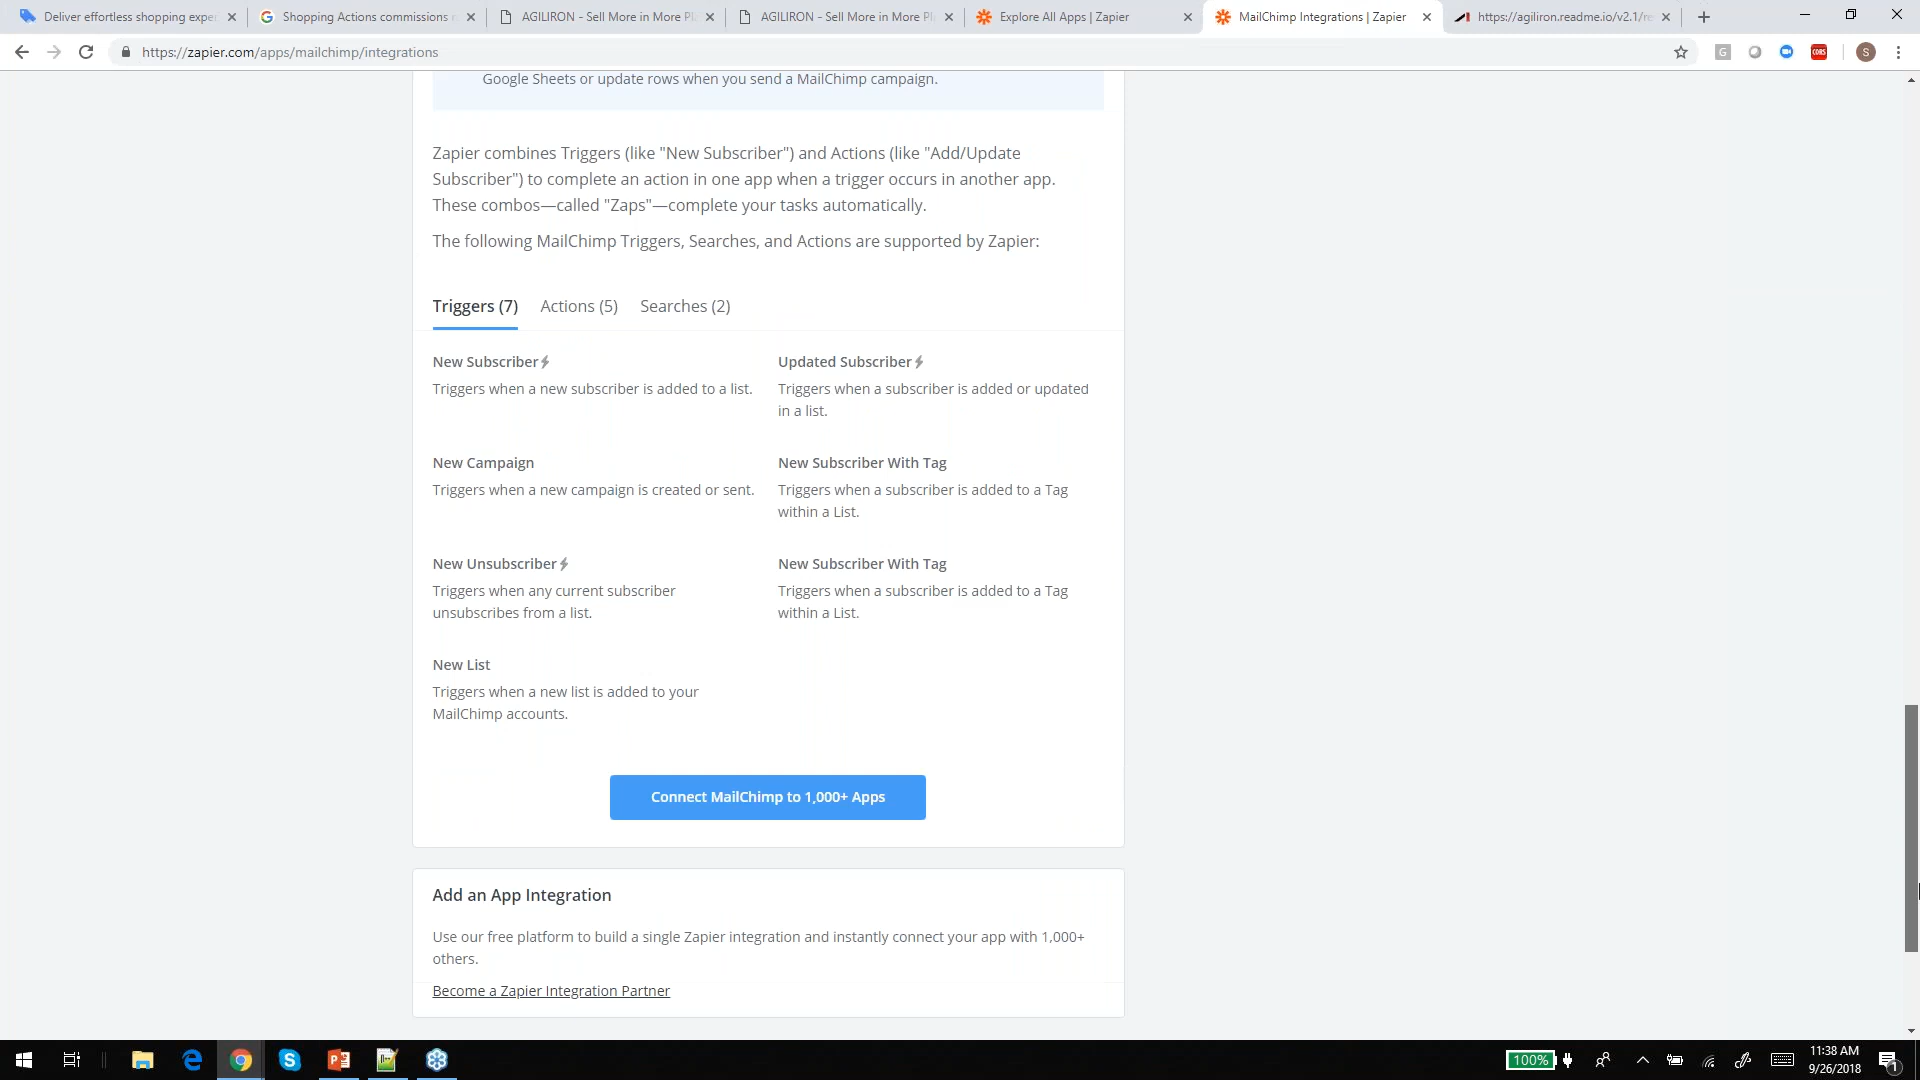 Deliver effortless shopping expe
Shopping Actions commissions
AGILIRON - Sell More in More Pl
AGILIRON - Sell More in More Pl
Explore All Apps | Zapier
MailChimp Integrations | Zapier
https://agiliron.readme.io/v2.1/re
https://zapier.com/apps/mailchimp/integrations
G
CORS
S
Google Sheets or update rows when you send a MailChimp campaign.
Zapier combines Triggers (like "New Subscriber") and Actions (like "Add/Update
Subscriber") to complete an action in one app when a trigger occurs in another app.
These combos—called "Zaps"—complete your tasks automatically.
The following MailChimp Triggers, Searches, and Actions are supported by Zapier:
Triggers (7) Actions (5) Searches (2)
New Subscriber
Triggers when a new subscriber is added to a list.
Updated Subscriber
Triggers when a subscriber is added or updated
in a list.
New Campaign
Triggers when a new campaign is created or sent.
New Subscriber With Tag
Triggers when a subscriber is added to a Tag
within a List.
New Unsubscriber
Triggers when any current subscriber
unsubscribes from a list.
New Subscriber With Tag
Triggers when a subscriber is added to a Tag
within a List.
New List
Triggers when a new list is added to your
MailChimp accounts.
Connect MailChimp to 1,000+ Apps
Add an App Integration
Use our free platform to build a single Zapier integration and instantly connect your app with 1,000+
others.
Become a Zapier Integration Partner
100%
11:38 AM
9/26/2018
1